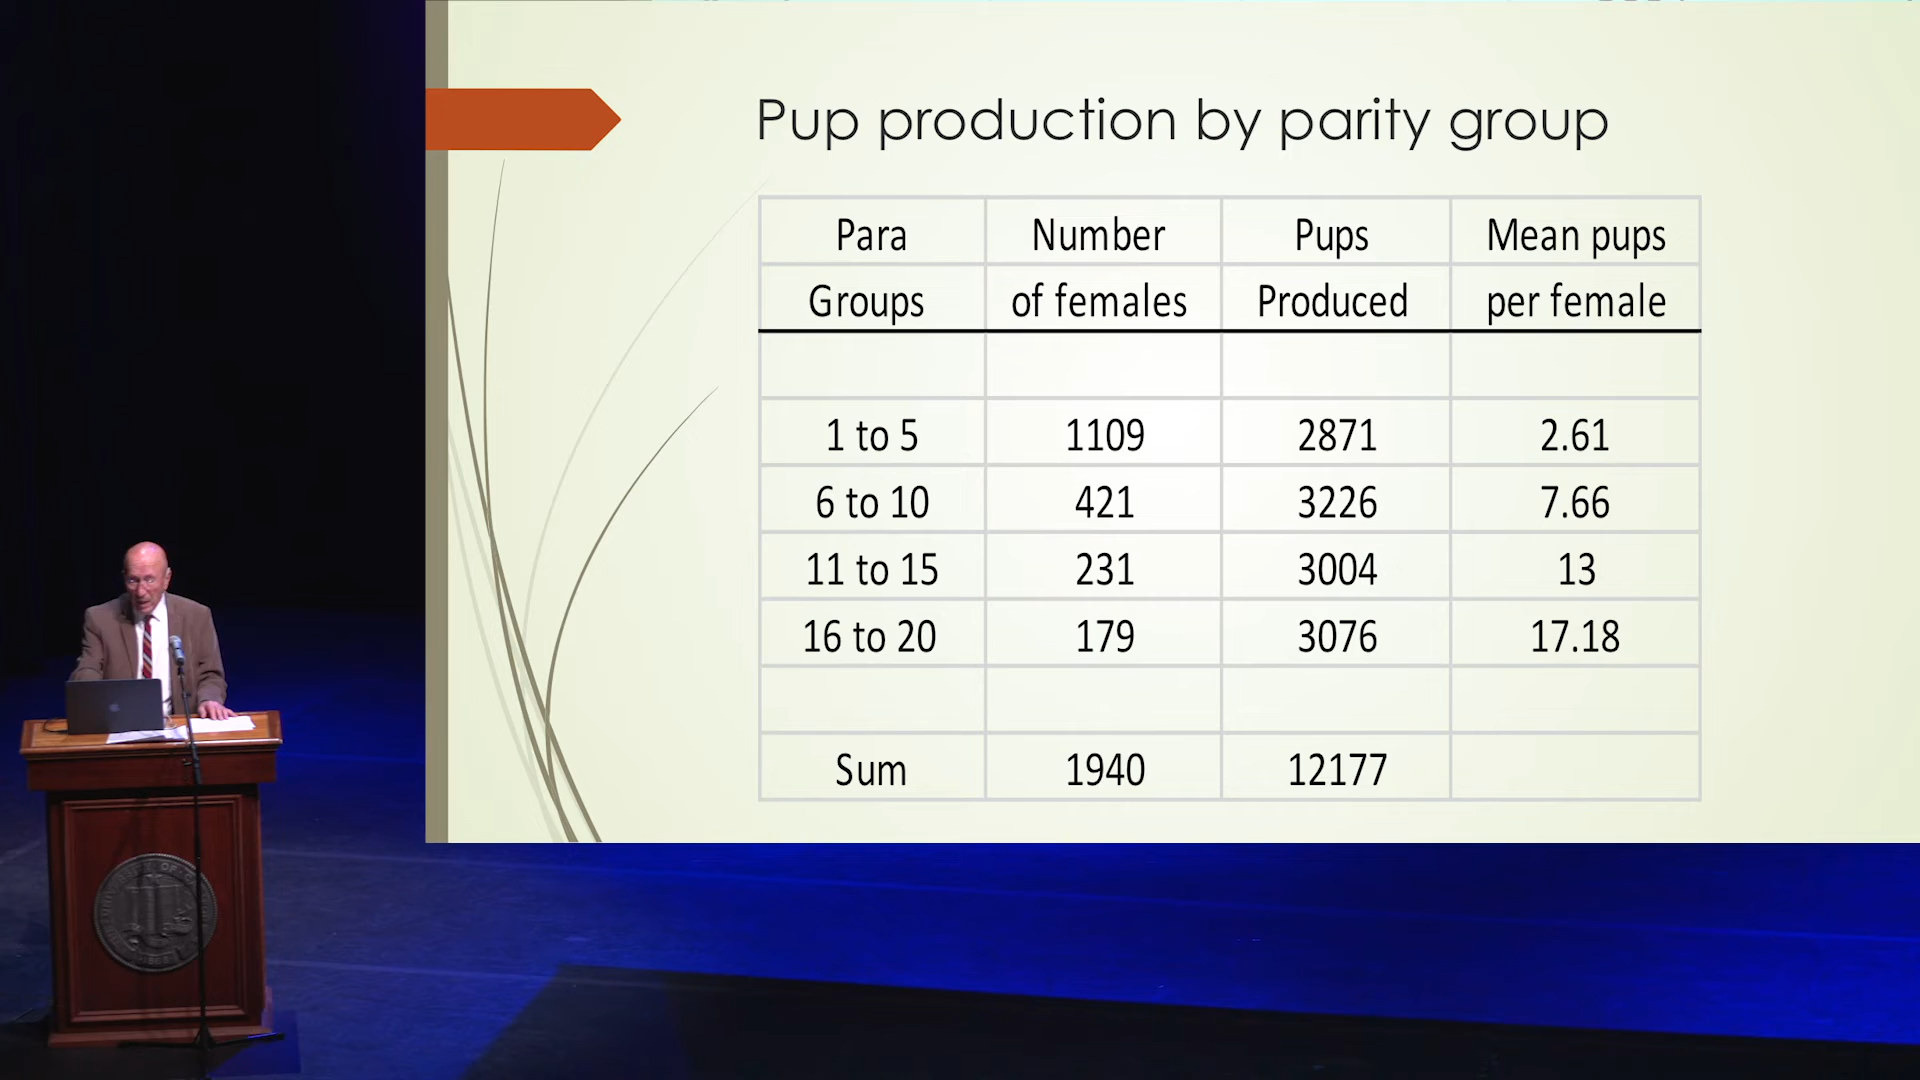 Pup production by parity group
Para Number Pups Mean pups
Groups of females Produced per female
1 to 5 1109 2871 2.61
6 to 10 421 3226 7.66
11 to 15 231 3004 13
16 to 20 179 3076 17.18
Sum 1940 12177